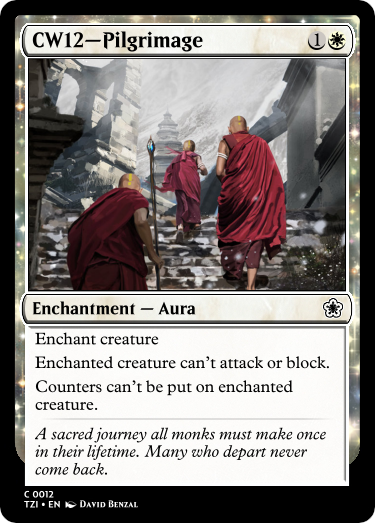 CW12—Pilgrimage 1
Enchantment — Aura
Enchant creature
Enchanted creature can't attack or block.
Counters can't be put on enchanted
creature.
A sacred journey all monks must make once
in their lifetime. Many who depart never
come back.
C 0012
TZI • EN David Benzal